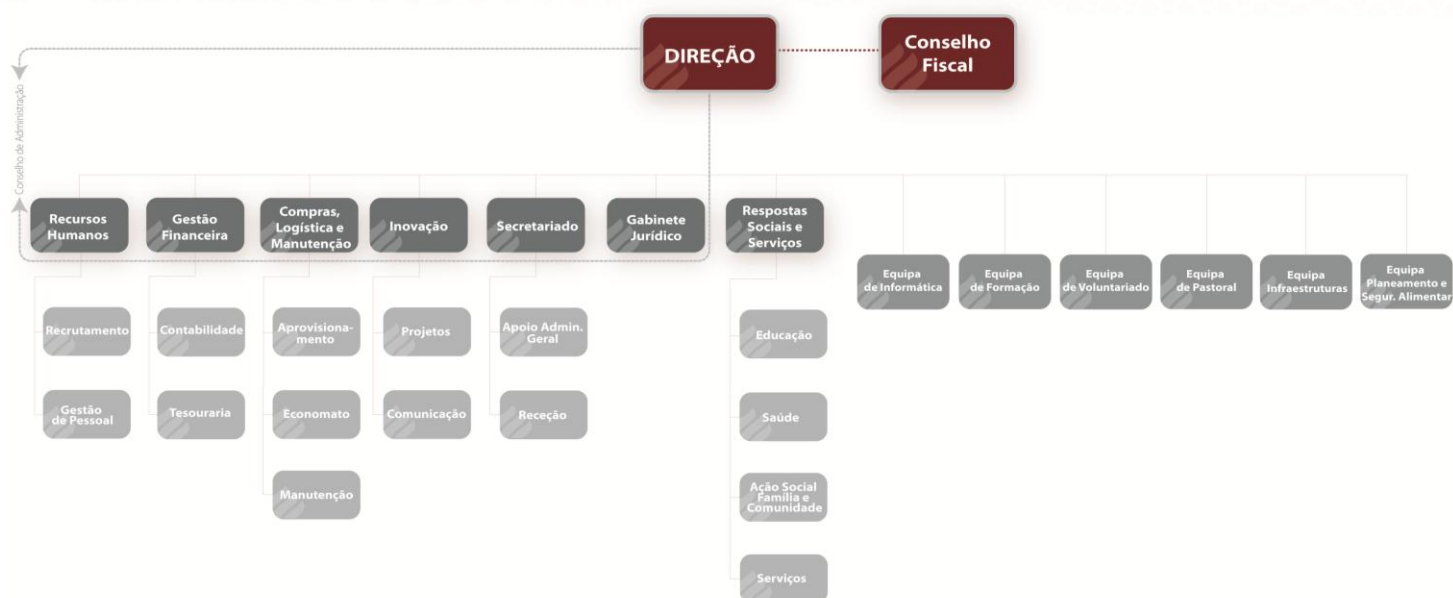 DIREÇÃO
Conselho
Fiscal
Conselho de Administração
Recursos
Humanos
Gestão
Financeira
Compras,
Logística e
Manutenção
Inovação
Secretariado
Gabinete
Jurídico
Respostas
Sociais e
Serviços
Equipa
de Informática
Equipa
de Formação
Equipa
de Voluntariado
Equipa
de Pastoral
Equipa
Infraestruturas
Equipa
Planeamento e
Segur. Alimentar
Recrutamento
Gestão
de Pessoal
Contabilidade
Tesouraria
Aprovisiona-
mento
Economato
Manutenção
Projetos
Comunicação
Apoio Admin.
Geral
Receção
Educação
Saúde
Ação Social
Família e
Comunidade
Serviços